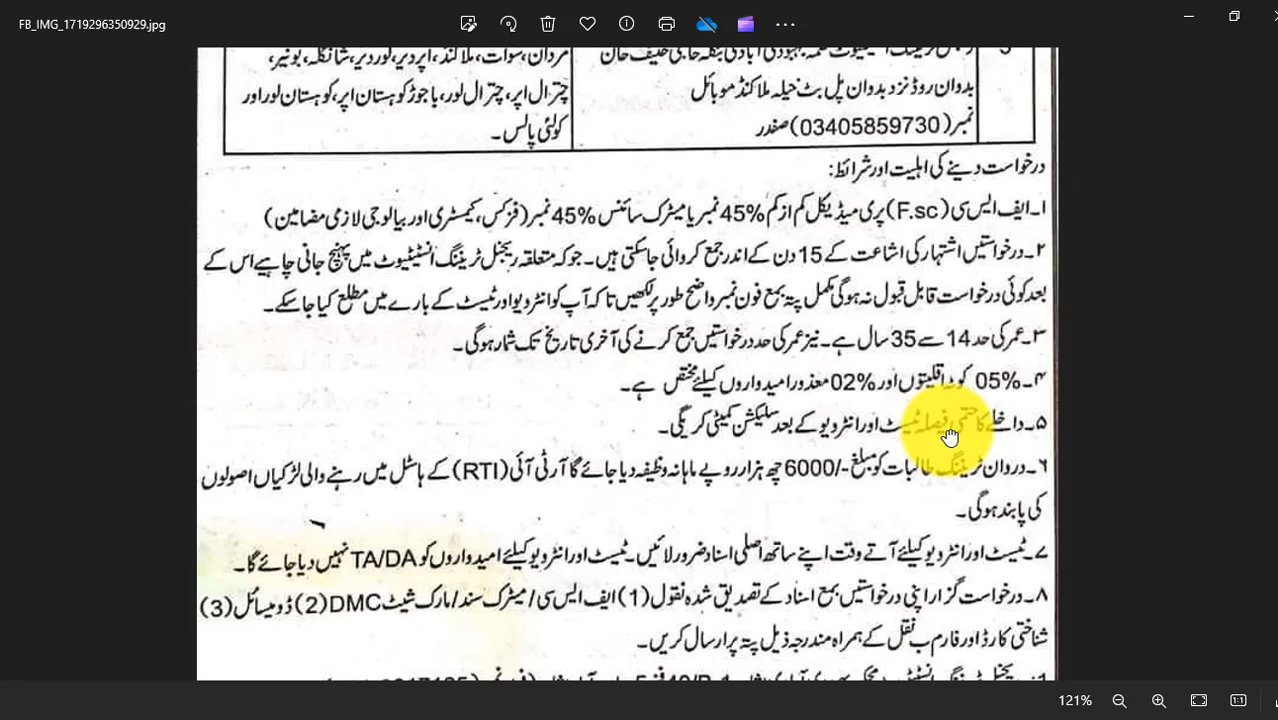 FB_IMG_1719296350929.jpg
مردان، سوات، ملاکنڈ، اپر دیر، لوردیر، شانگلہ، بونیر،
چترال اپر، چترال لور، باجوڑ کوہستان اپر، کوہستان لور اور
کولئی پالس۔
بہبودی آبادی بنگلہ حاجی حنیف خان
بدوان روڈ نزد بدوان پل بٹ خیلہ ملاکنڈ موبائل
نمبر (03405859730) صفدر
درخواست دینے کی اہلیت اور شرائط:
۱۔ ایف ایس سی (F.sc) پری میڈیکل کم از کم %45 نمبر یا میٹرک سائنس %45 نمبر (فزکس، کیمسٹری اور بیالوجی لازمی مضامین)
۲۔ درخواستیں اشتہار کی اشاعت کے 15 دن کے اندر جمع کروائی جاسکتی ہیں۔ جو کہ متعلقہ ریجنل ٹریننگ انسٹیٹیوٹ میں پہنچ جانی چاہیے اس کے
بعد کوئی درخواست قابل قبول نہ ہوگی مکمل پتہ بمع فون نمبر واضح طور پر لکھیں تا کہ آپ کو انٹرویو اور ٹیسٹ کے بارے میں مطلع کیا جاسکے۔
۳۔ عمر کی حد 14 سے 35 سال ہے۔ نیز عمر کی حد درخواستیں جمع کرنے کی آخری تاریخ تک شمار ہوگی۔
۴۔ %05 کوٹہ اقلیتوں اور %02 معذور امیدواروں کیلئے مختص ہے۔
۵۔ داخلے کا حتمی فیصلہ ٹیسٹ اور انٹرویو کے بعد سلیکشن کمیٹی کریگی۔
۶۔ دروان ٹریننگ طالبات کو مبلغ -/6000 چھ ہزار روپے ماہانہ وظیفہ دیا جائے گا آر ٹی آئی (RTI) کے ہاسٹل میں رہنے والی لڑکیاں اصولوں
کی پابند ہوگی۔
۷۔ ٹیسٹ اور انٹرویو کیلئے آتے وقت اپنے ساتھ اصلی اسناد ضرور لائیں۔ ٹیسٹ اور انٹرویو کیلئے امیدواروں کو TA/DA نہیں دیا جائے گا۔
۸۔ درخواست گزار اپنی درخواستیں بمع اسناد کے تصدیق شدہ نقول (1) ایف ایس سی / میٹرک سند / مارک شیٹ DMC (2) ڈومیسائل (3)
شناختی کارڈ اور فارم ب نقل کے ہمراہ مندرجہ ذیل پتہ پر ارسال کریں۔
121%